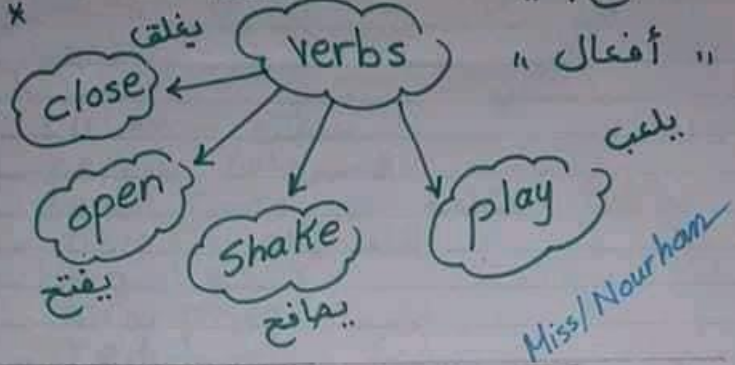 *
verbs
" أفعال "
يغلق
close
open
يفتح
shake
يصافح
play
يلعب
Miss/Nourhan